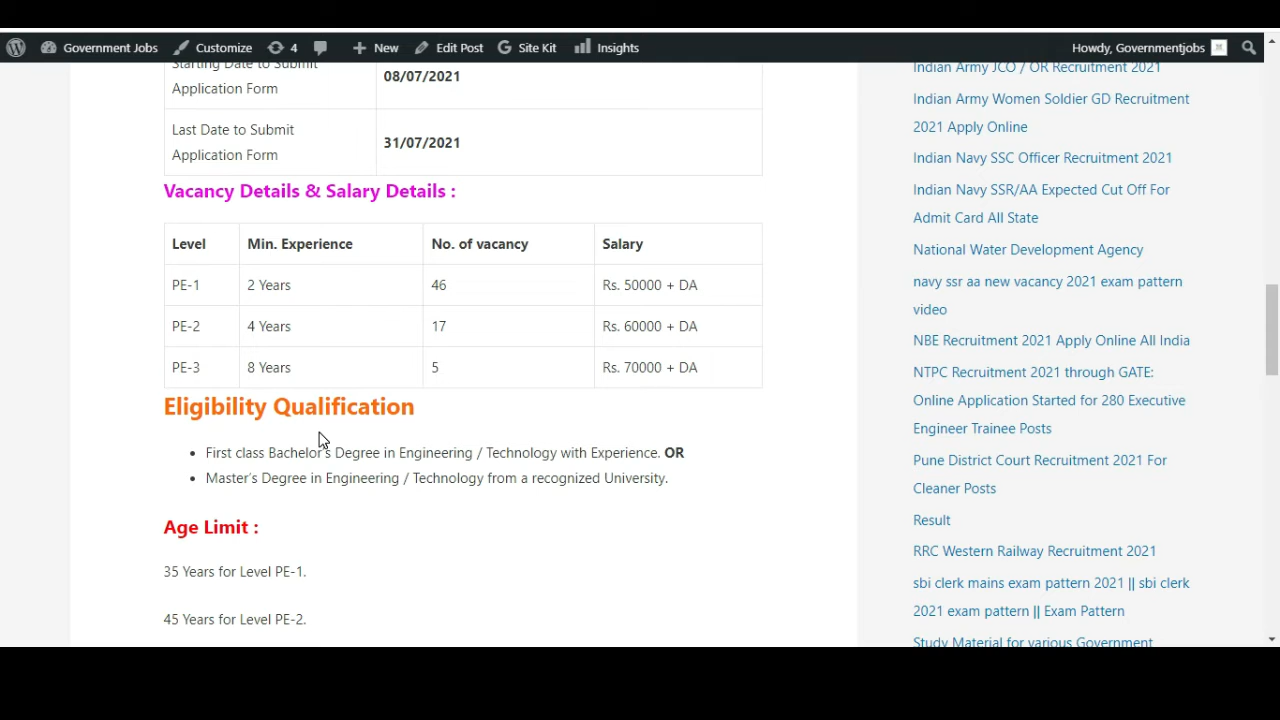 Government Jobs Customize 4 New Edit Post Site Kit Insights Howdy, Governmentjobs
Starting Date to Submit
Application Form
08/07/2021
Last Date to Submit
Application Form
31/07/2021
Vacancy Details & Salary Details :
Level Min. Experience No. of vacancy Salary
PE-1 2 Years 46 Rs. 50000 + DA
PE-2 4 Years 17 Rs. 60000 + DA
PE-3 8 Years 5 Rs. 70000 + DA
Eligibility Qualification
First class Bachelor's Degree in Engineering / Technology with Experience. OR
Master's Degree in Engineering / Technology from a recognized University.
Age Limit :
35 Years for Level PE-1.
45 Years for Level PE-2.
Indian Army JCO / OR Recruitment 2021
Indian Army Women Soldier GD Recruitment
2021 Apply Online
Indian Navy SSC Officer Recruitment 2021
Indian Navy SSR/AA Expected Cut Off For
Admit Card All State
National Water Development Agency
navy ssr aa new vacancy 2021 exam pattern
video
NBE Recruitment 2021 Apply Online All India
NTPC Recruitment 2021 through GATE:
Online Application Started for 280 Executive
Engineer Trainee Posts
Pune District Court Recruitment 2021 For
Cleaner Posts
Result
RRC Western Railway Recruitment 2021
sbi clerk mains exam pattern 2021 || sbi clerk
2021 exam pattern || Exam Pattern
Study Material for various Government